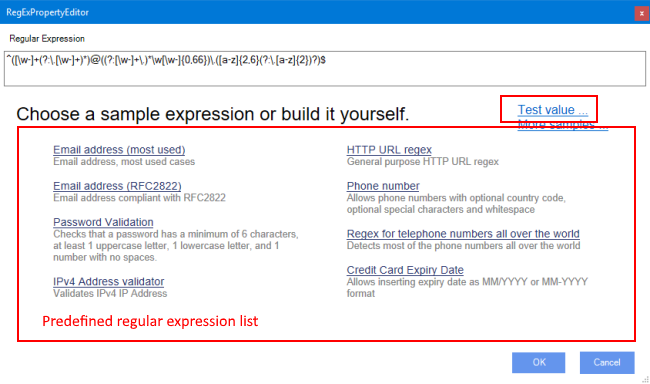 RegExPropertyEditor
Regular Expression
^([\w-]+(?:\.[\w-]+)*)@((?:[\w-]+\.)*\w[\w-]{0,66})\.([a-z]{2,6}(?:\.[a-z]{2})?)$
Choose a sample expression or build it yourself.
Test value ...
More samples ...
Email address (most used)
Email address, most used cases
Email address (RFC2822)
Email address compliant with RFC2822
Password Validation
Checks that a password has a minimum of 6 characters,
at least 1 uppercase letter, 1 lowercase letter, and 1
number with no spaces.
IPv4 Address validator
Validates IPv4 IP Address
HTTP URL regex
General purpose HTTP URL regex
Phone number
Allows phone numbers with optional country code,
optional special characters and whitespace
Regex for telephone numbers all over the world
Detects most of the phone numbers all over the world
Credit Card Expiry Date
Allows inserting expiry date as MM/YYYY or MM-YYYY
format
Predefined regular expression list
OK
Cancel